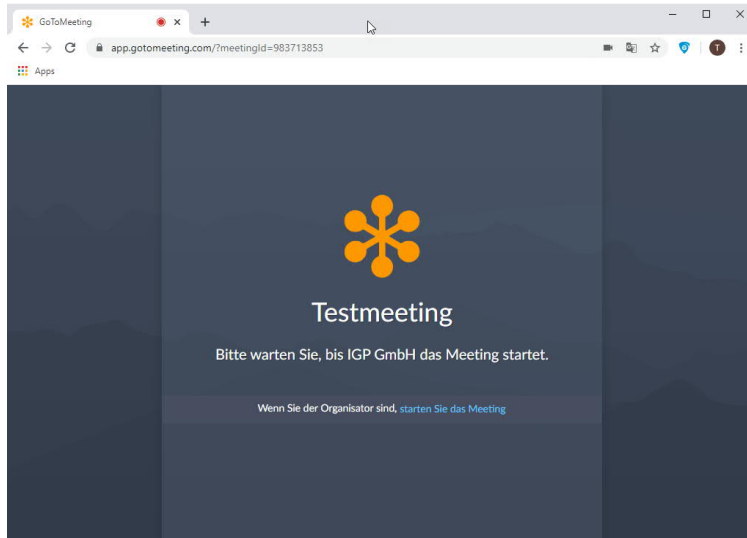 GoToMeeting
app.gotomeeting.com/?meetingId=983713853
T
Apps
Testmeeting
Bitte warten Sie, bis IGP GmbH das Meeting startet.
Wenn Sie der Organisator sind, starten Sie das Meeting